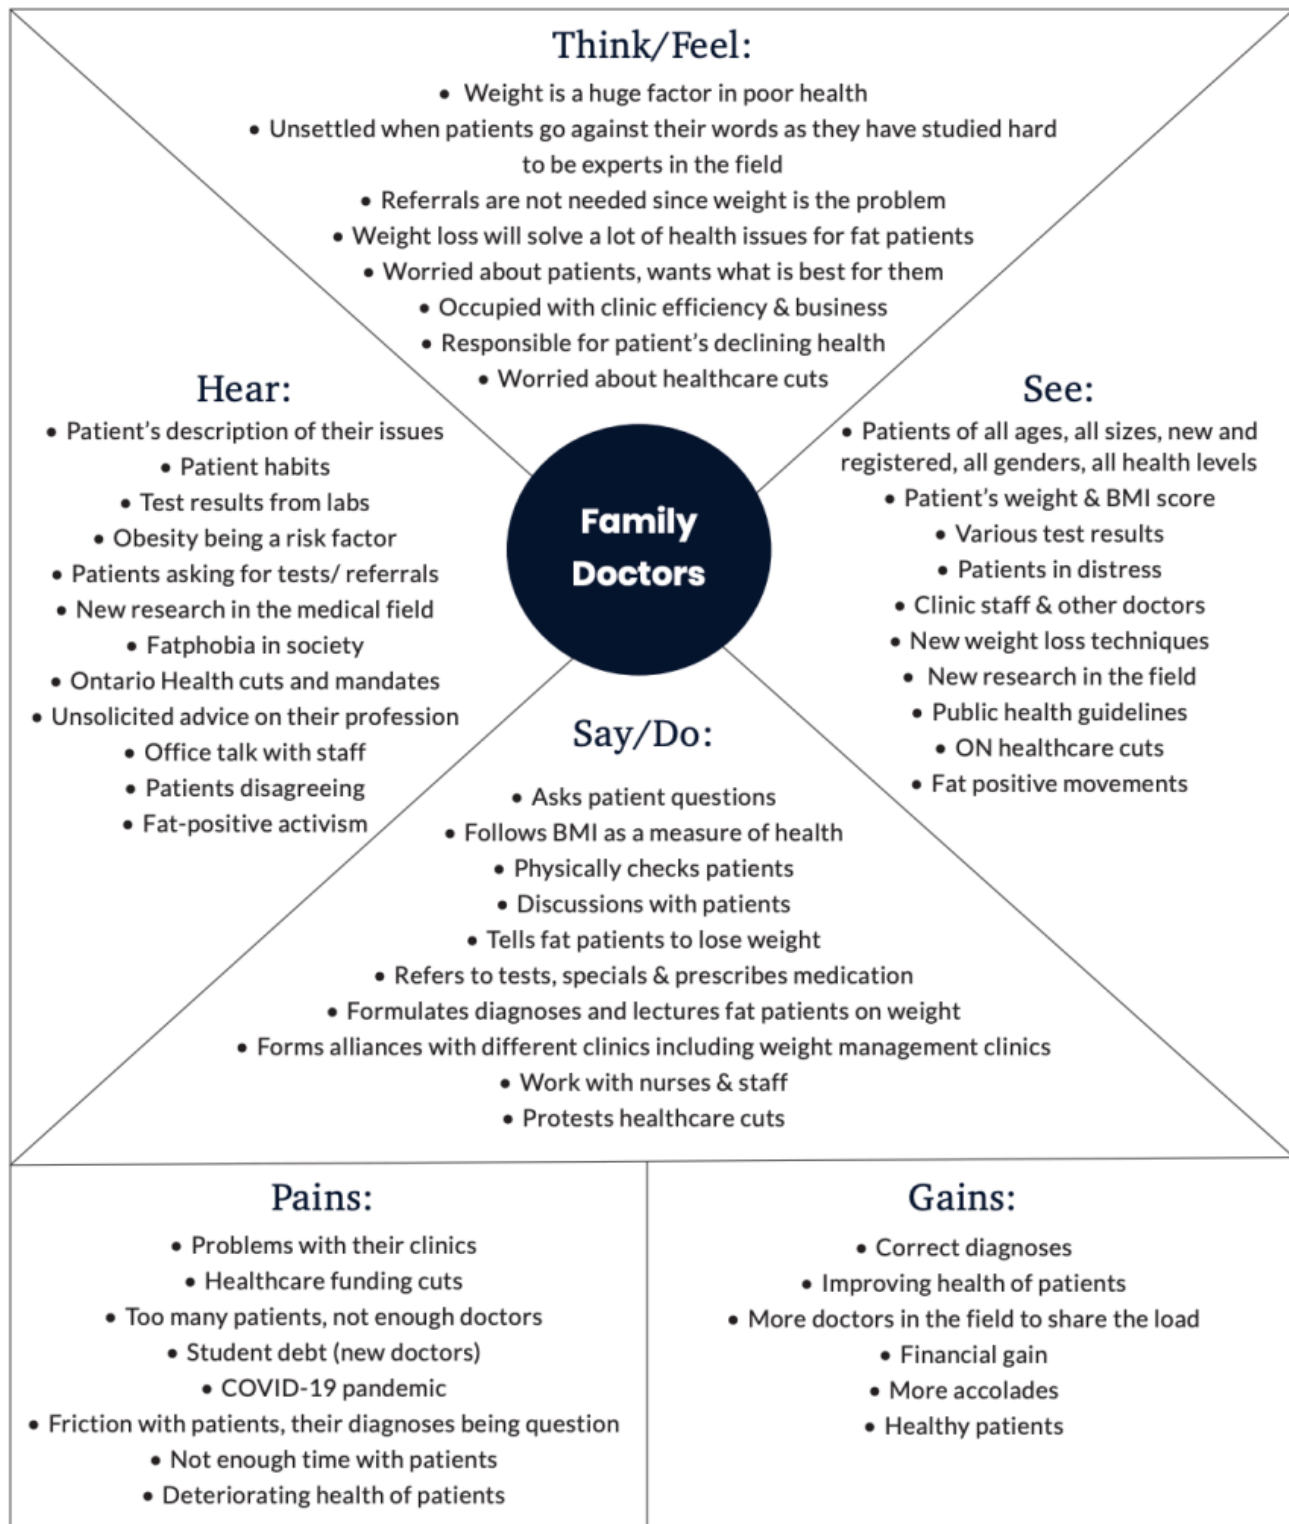 Think/Feel:
• Weight is a huge factor in poor health
• Unsettled when patients go against their words as they have studied hard
to be experts in the field
• Referrals are not needed since weight is the problem
• Weight loss will solve a lot of health issues for fat patients
• Worried about patients, wants what is best for them
• Occupied with clinic efficiency & business
• Responsible for patient's declining health
• Worried about healthcare cuts
Hear:
• Patient's description of their issues
• Patient habits
• Test results from labs
• Obesity being a risk factor
• Patients asking for tests/ referrals
• New research in the medical field
• Fatphobia in society
• Ontario Health cuts and mandates
• Unsolicited advice on their profession
• Office talk with staff
• Patients disagreeing
• Fat-positive activism
Family
Doctors
See:
• Patients of all ages, all sizes, new and
registered, all genders, all health levels
• Patient's weight & BMI score
• Various test results
• Patients in distress
• Clinic staff & other doctors
• New weight loss techniques
• New research in the field
• Public health guidelines
• ON healthcare cuts
• Fat positive movements
Say/Do:
• Asks patient questions
• Follows BMI as a measure of health
• Physically checks patients
• Discussions with patients
• Tells fat patients to lose weight
• Refers to tests, specials & prescribes medication
• Formulates diagnoses and lectures fat patients on weight
• Forms alliances with different clinics including weight management clinics
• Work with nurses & staff
• Protests healthcare cuts
Pains:
• Problems with their clinics
• Healthcare funding cuts
• Too many patients, not enough doctors
• Student debt (new doctors)
• COVID-19 pandemic
• Friction with patients, their diagnoses being question
• Not enough time with patients
• Deteriorating health of patients
Gains:
• Correct diagnoses
• Improving health of patients
• More doctors in the field to share the load
• Financial gain
• More accolades
• Healthy patients